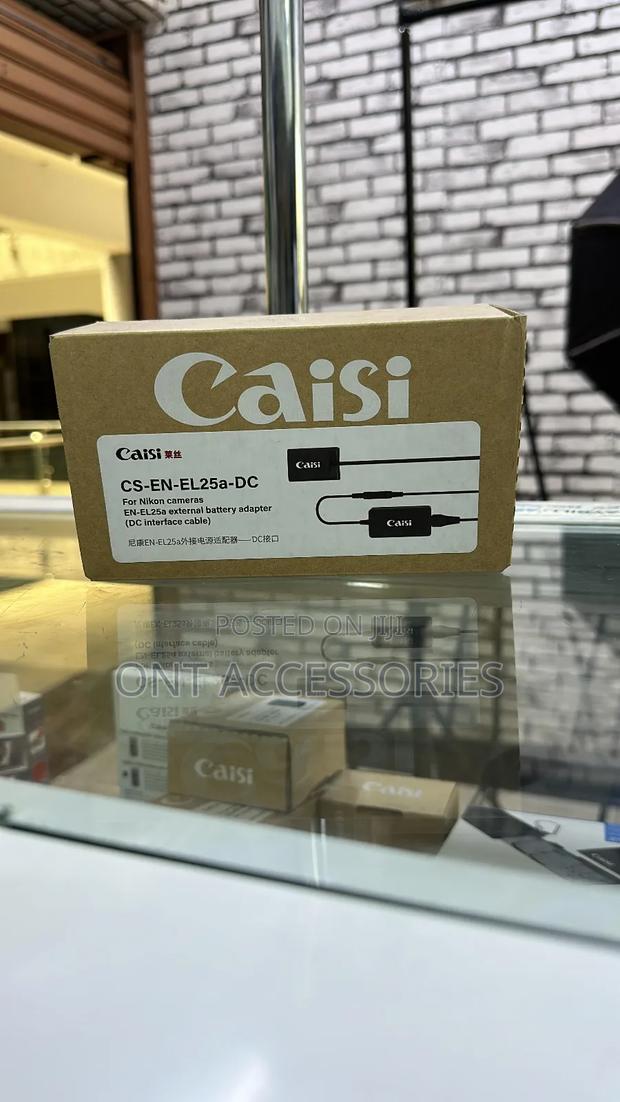 Caisi
Caisi 莱丝
CS-EN-EL25a-DC
For Nikon cameras
EN-EL25a external battery adapter
(DC interface cable)
尼康EN-EL25a外接电源适配器——DC接口
Caisi
Caisi
POSTED ON JIJI
ONT ACCESSORIES
Caisi
Caisi
Caisi